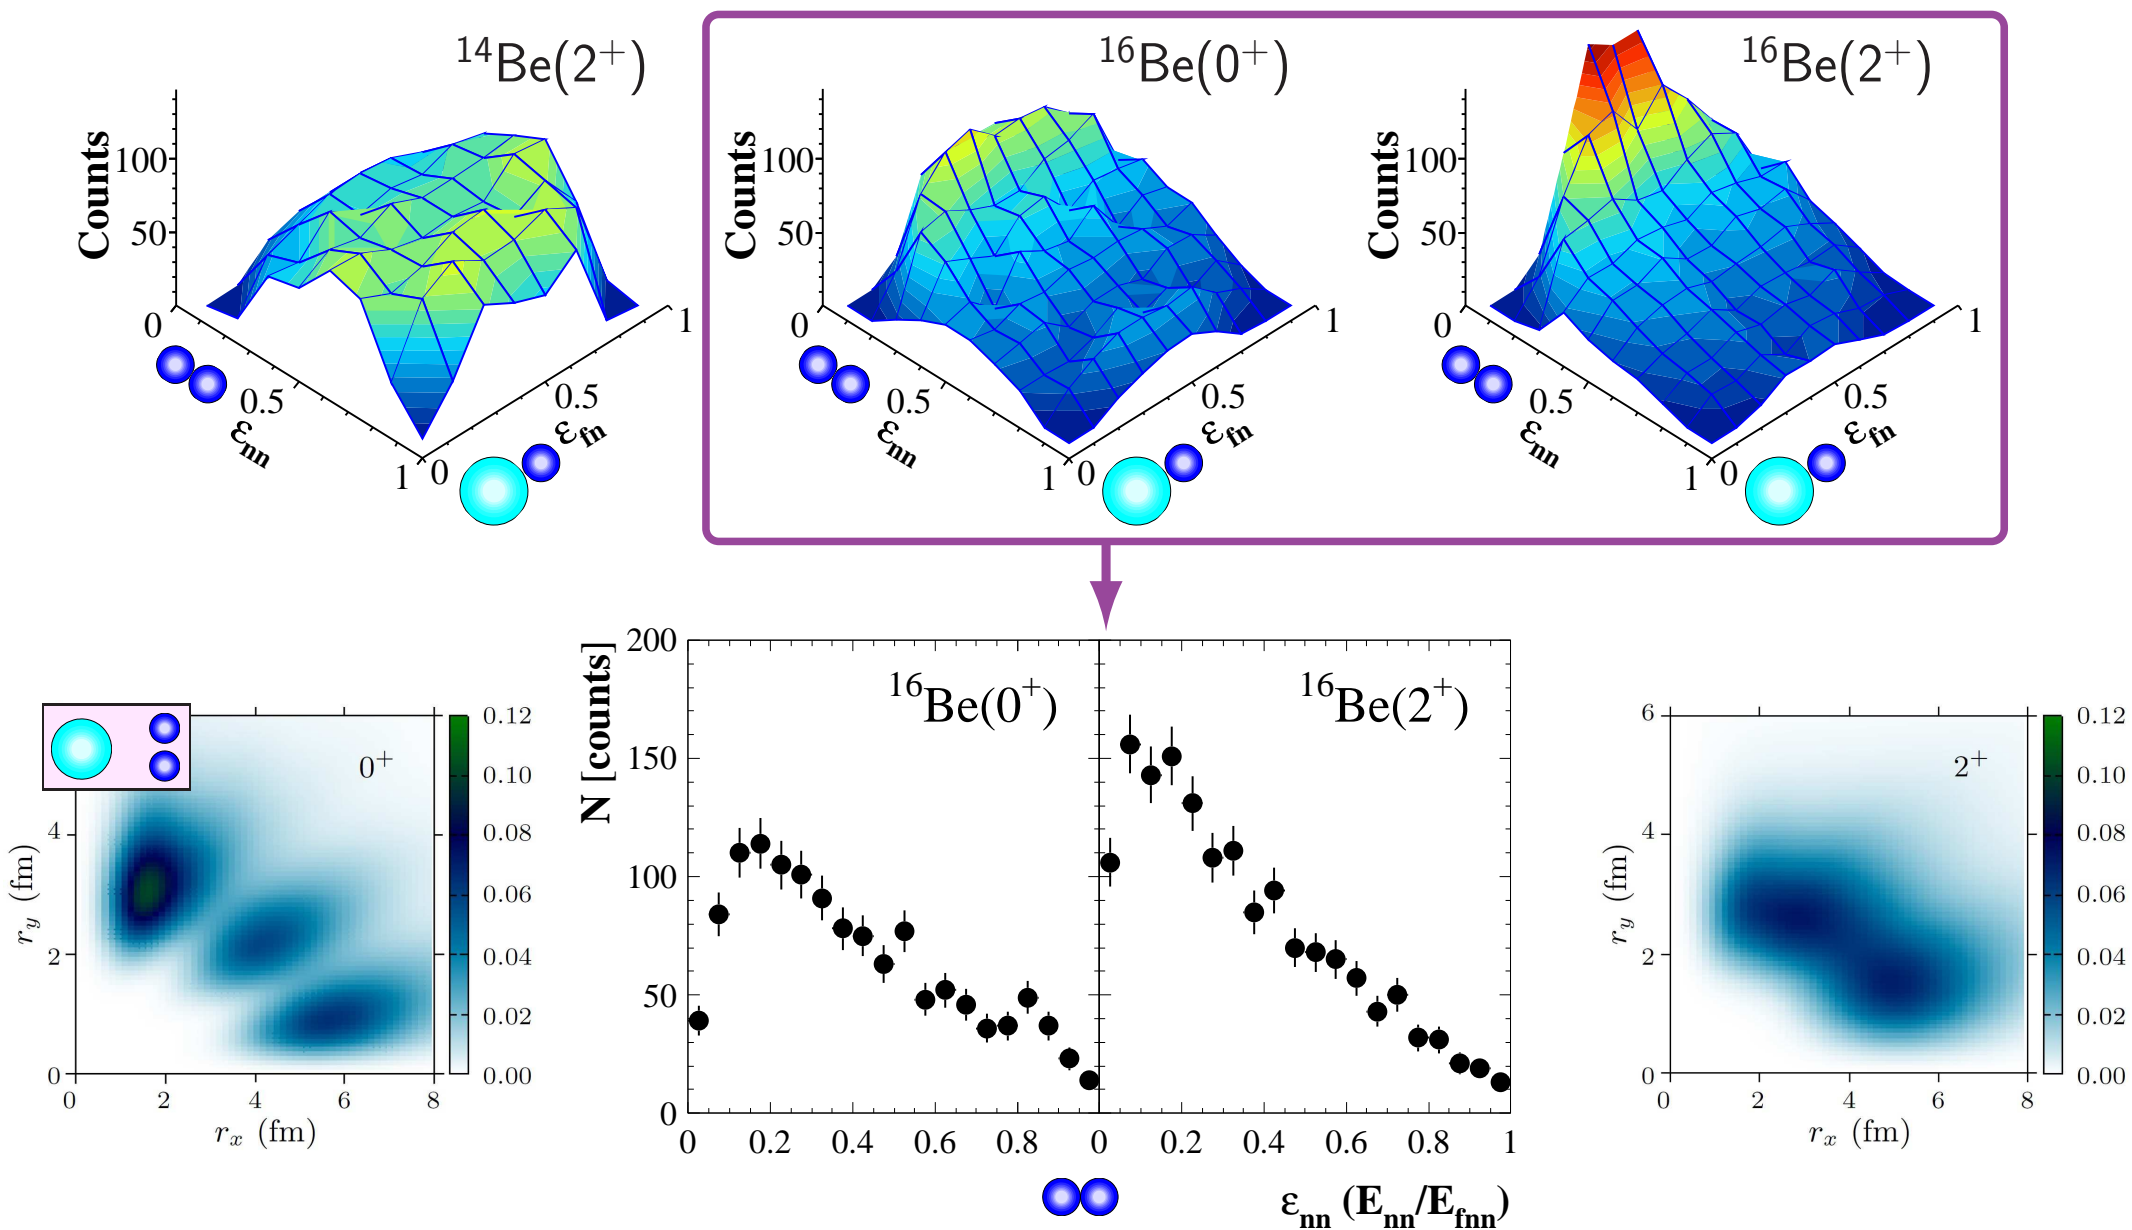 ¹⁴Be(2⁺)
¹⁶Be(0⁺)
¹⁶Be(2⁺)
Counts
100
50
0
0.5
1
εnn
0
0.5
1
εfn
Counts
100
50
0
0.5
1
εnn
0
0.5
1
εfn
Counts
100
50
0
0.5
1
εnn
0
0.5
1
εfn
0⁺
4
2
0
ry (fm)
0 2 4 6 8
rx (fm)
0.12
0.10
0.08
0.06
0.04
0.02
0.00
N [counts]
200
150
100
50
0
¹⁶Be(0⁺)
¹⁶Be(2⁺)
0 0.2 0.4 0.6 0.8 0 0.2 0.4 0.6 0.8 1
εnn (Enn/Efnn)
2⁺
6
4
2
0
ry (fm)
0 2 4 6 8
rx (fm)
0.12
0.10
0.08
0.06
0.04
0.02
0.00